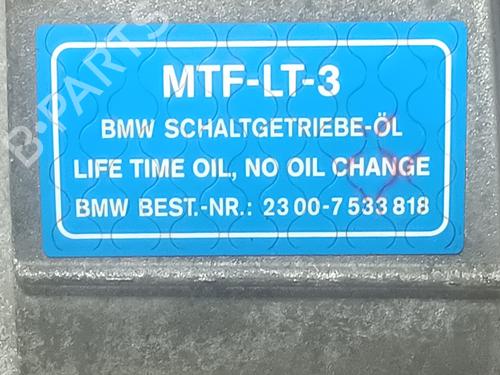 MTF-LT-3
BMW SCHALTGETRIEBE-ÖL
LIFE TIME OIL, NO OIL CHANGE
BMW BEST.-NR.: 23 00-7 533 818
B-PARTS